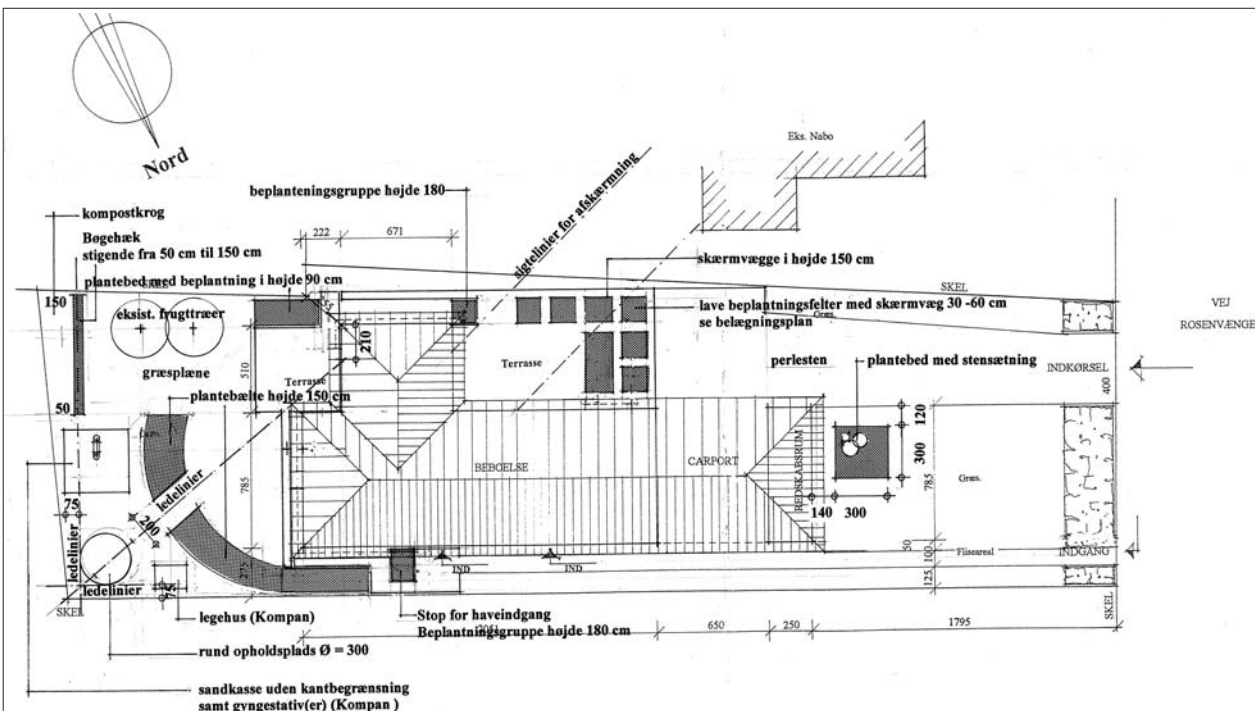 Nord
Eks. Nabo
beplanteningsgruppe højde 180
kompostkrog
Bøgehæk
stigende fra 50 cm til 150 cm
222
671
sigtelinier for afskærmning
skærmvægge i højde 150 cm
plantebed med beplantning i højde 90 cm
SKEL
SKEL
150
eksist. frugttræer
lave beplantningsfelter med skærmvæg 30 -60 cm
se belægningsplan
Græs.
VEJ
ROSENVÆNGE
210
græsplæne
510
Terrasse
Terrasse
perlesten
plantebed med stensætning
INDKØRSEL
400
plantebælte højde 150 cm
50
120
BEBOELSE
CARPORT
REDSKABSRUM
300
785
785
Græs.
ledelinier
75
200
140
300
ledelinier
50
Fliseareal
INDGANG
100
275
IND
IND
125
ledelinier
75
SKEL
SKEL
legehus (Kompan)
Stop for haveindgang
Beplantningsgruppe højde 180 cm
650
250
1795
rund opholdsplads Ø = 300
sandkasse uden kantbegrænsning
samt gyngestativ(er) (Kompan )